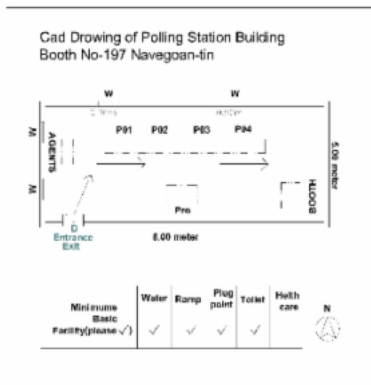 Cad Drowing of Polling Station Building
Booth No-197 Navegoan-tin
W W
P01 P02 P03 P04
W
AGENTS
W
5.00 meter
BOOTH
Pro
D
Entrance
Exit
8.00 meter
Minimume
Basic
Facility(please ✓)
Water Ramp Plug point Toilet Helth care
✓ ✓ ✓ ✓
N